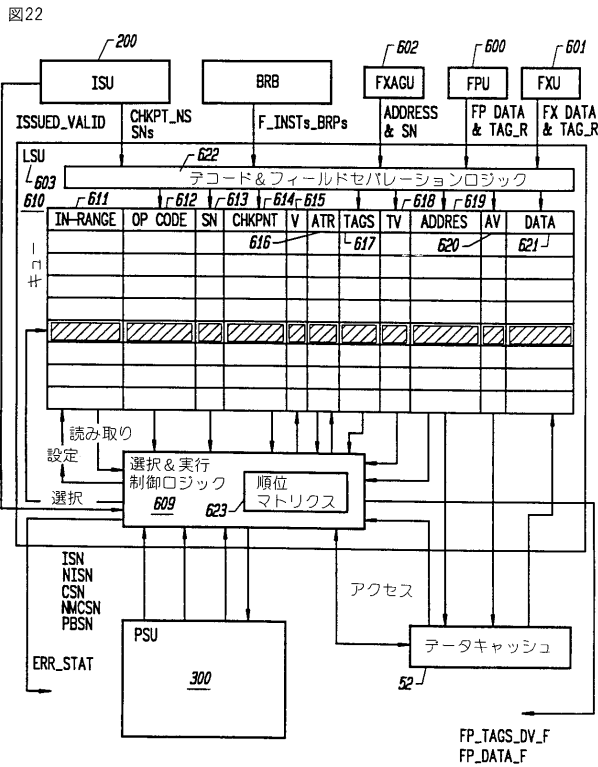 図22
200
602
600
601
ISU
BRB
FXAGU
FPU
FXU
ISSUED_VALID
CHKPT_NS
SNs
F_INSTs_BRPs
ADDRESS
& SN
FP DATA
& TAG_R
FX DATA
& TAG_R
LSU
603
622
デコード&フィールドセパレーションロジック
610
611
612
613
614
615
618
619
IN-RANGE
OP CODE
SN
CHKPNT
V
ATR
TAGS
TV
ADDRES
AV
DATA
616
617
620
621
キュー
読み取り
設定
選択
選択&実行
制御ロジック
609
順位
マトリクス
623
ISN
NISN
CSN
NMCSN
PBSN
アクセス
PSU
300
データキャッシュ
52
ERR_STAT
FP_TAGS_DV_F
FP_DATA_F